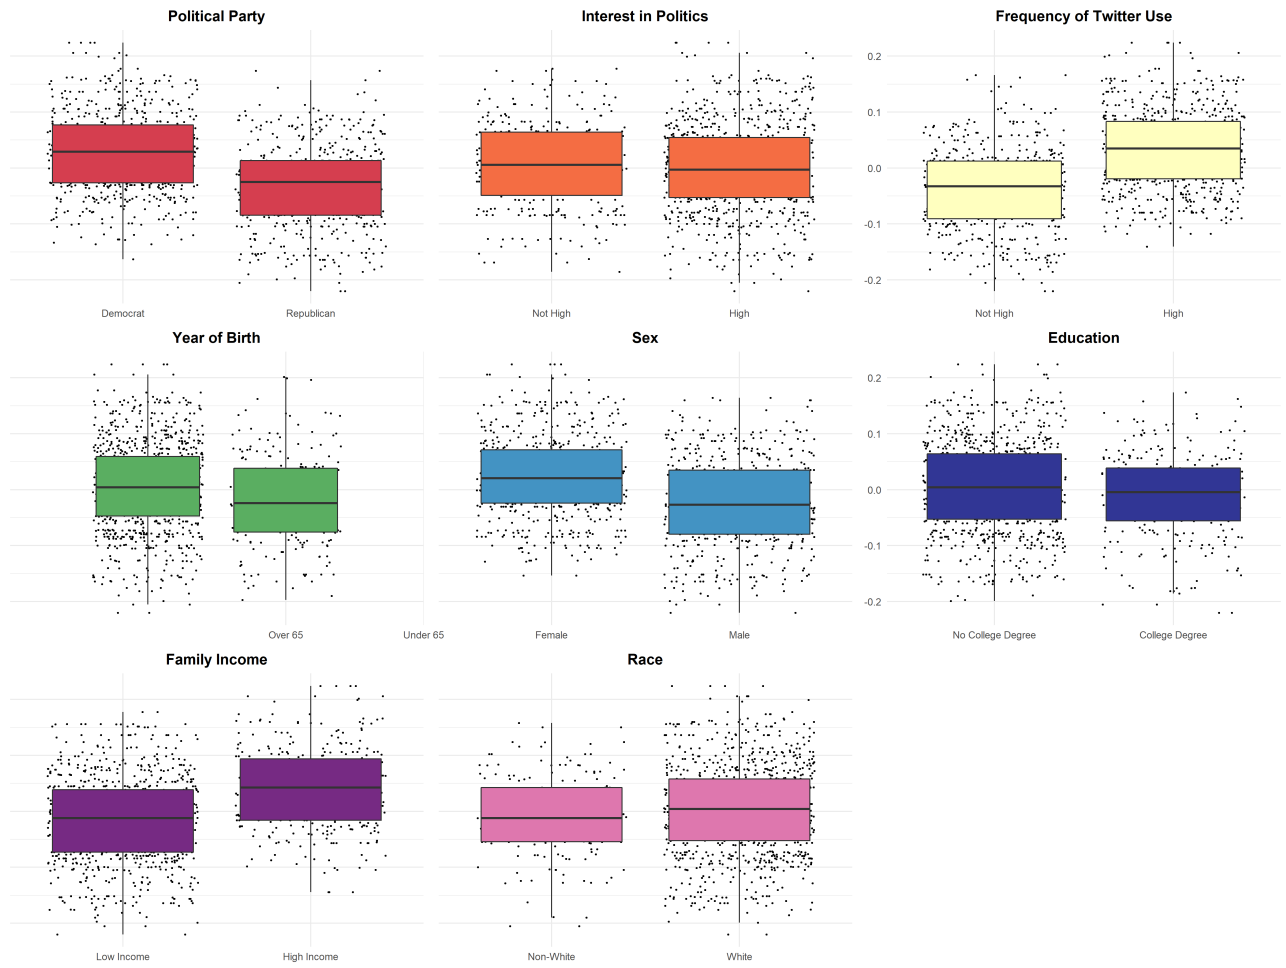 Political Party
Interest in Politics
Frequency of Twitter Use
0.2
0.1
0.0
-0.1
-0.2
Democrat
Republican
Not High
High
Not High
High
Year of Birth
Sex
Education
0.2
0.1
0.0
-0.1
-0.2
Over 65
Under 65
Female
Male
No College Degree
College Degree
Family Income
Race
Low Income
High Income
Non-White
White